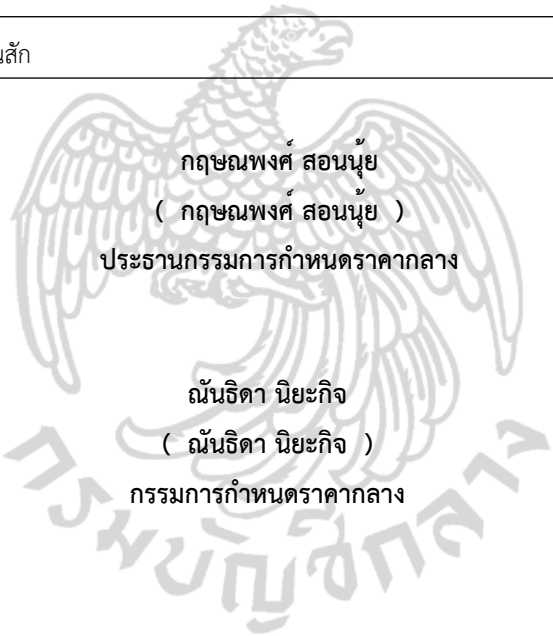 นสัก
กฤษณพงศ์ สอนนุ้ย
( กฤษณพงศ์ สอนนุ้ย )
ประธานกรรมการกำหนดราคากลาง
ณันธิดา นิยะกิจ
( ณันธิดา นิยะกิจ )
กรรมการกำหนดราคากลาง
กรมบัญชีกลาง